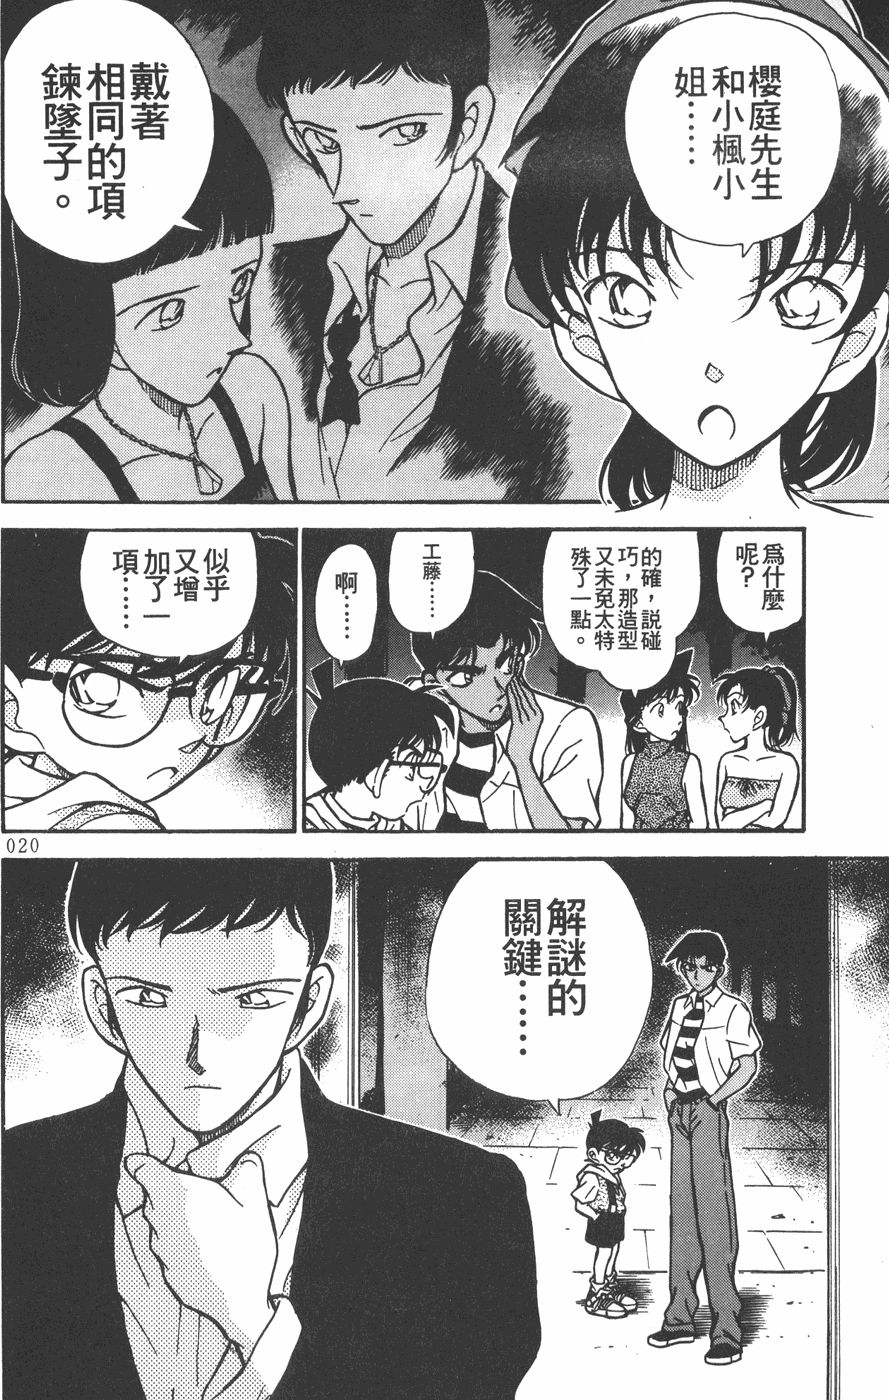 櫻庭先生
和小楓小
姐……
戴著
相同的項
鍊墜子。
為什麼
呢？
的確，說碰
巧，那造型
又未免太特
殊了一點。
工藤……
啊……
似乎
又增
加了一
項……
020
解謎的
關鍵……